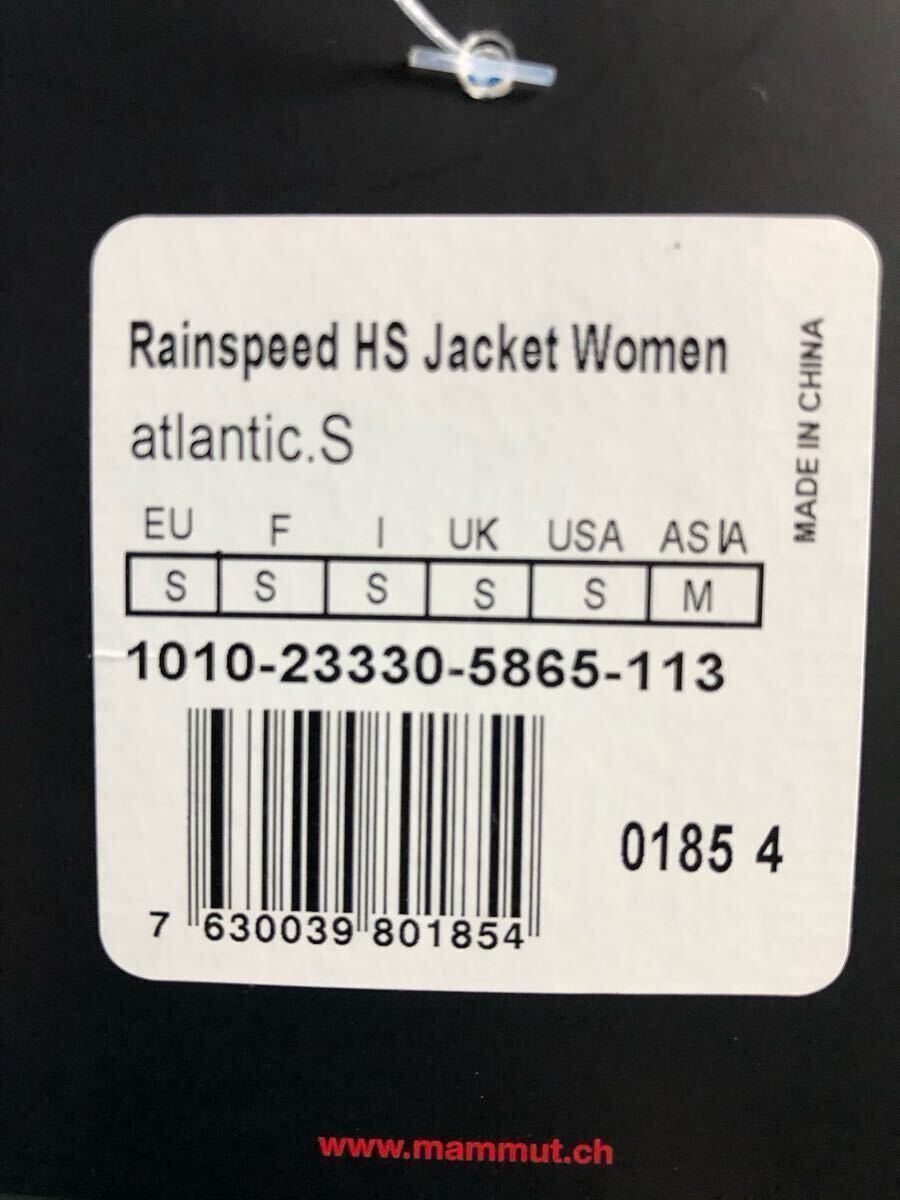 Rainspeed HS Jacket Women
atlantic.S
MADE IN CHINA
EU F I UK USA ASIA
S S S S S M
1010-23330-5865-113
0185 4
7 630039 801854
www.mammut.ch